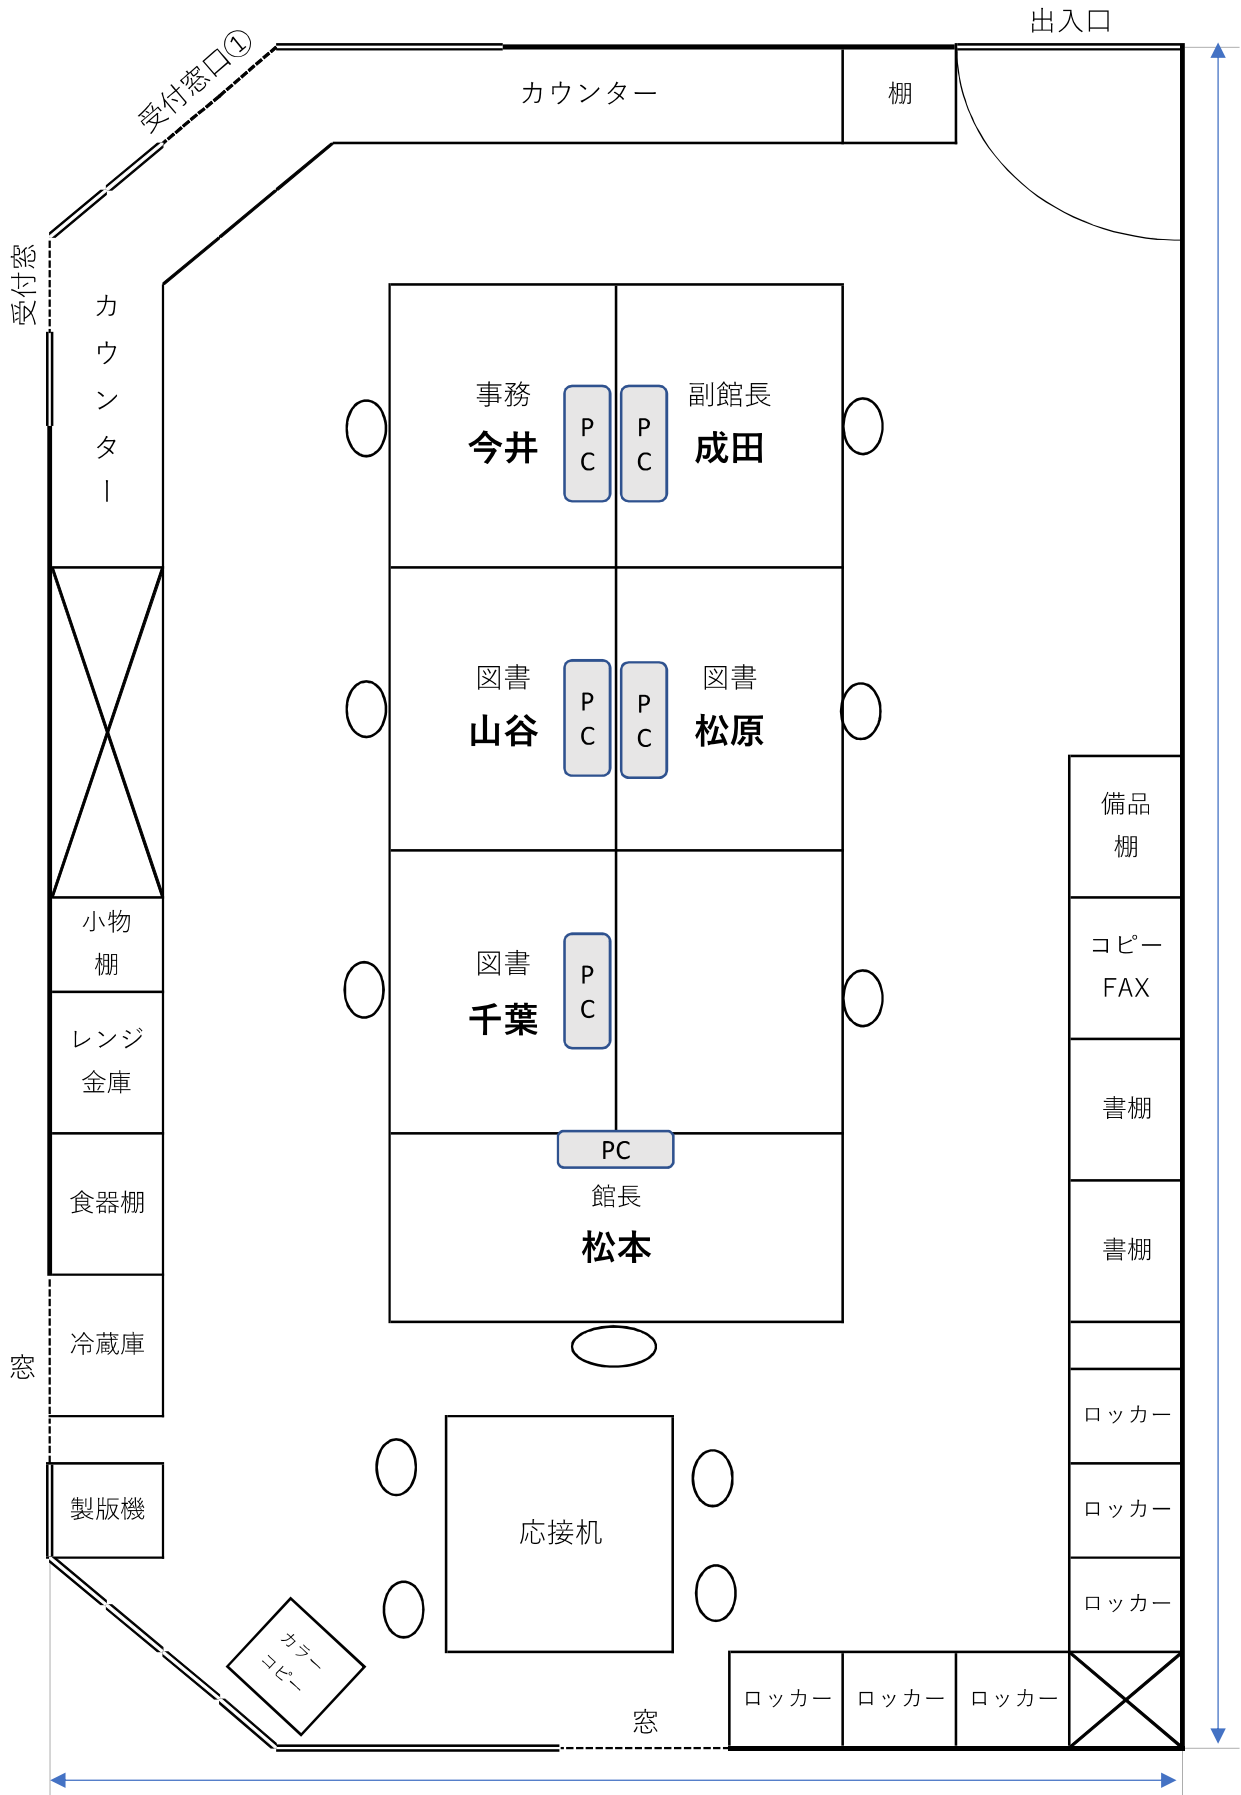 出入口
受付窓口①
カウンター
棚
受付窓
カウンター
事務
今井
PC
PC
副館長
成田
図書
山谷
PC
PC
図書
松原
備品
棚
小物
棚
コピー
FAX
図書
千葉
PC
レンジ
金庫
書棚
PC
館長
松本
食器棚
書棚
冷蔵庫
窓
ロッカー
製版機
応接机
ロッカー
ロッカー
カラー
コピー
窓
ロッカー
ロッカー
ロッカー